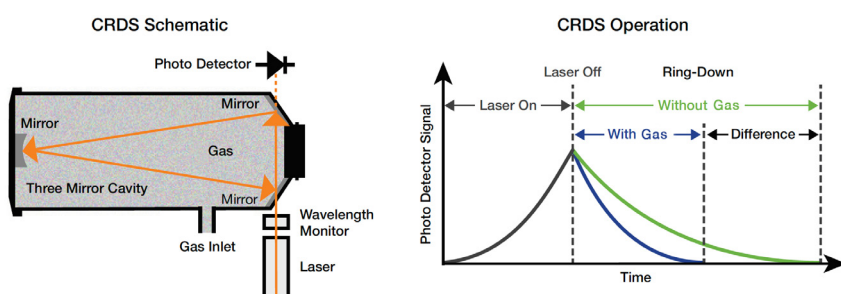 CRDS Schematic
Photo Detector
Mirror
Mirror
Gas
Three Mirror Cavity
Mirror
Gas Inlet
Wavelength
Monitor
Laser
CRDS Operation
Laser Off
Ring-Down
Laser On
Without Gas
With Gas
Difference
Photo Detector Signal
Time